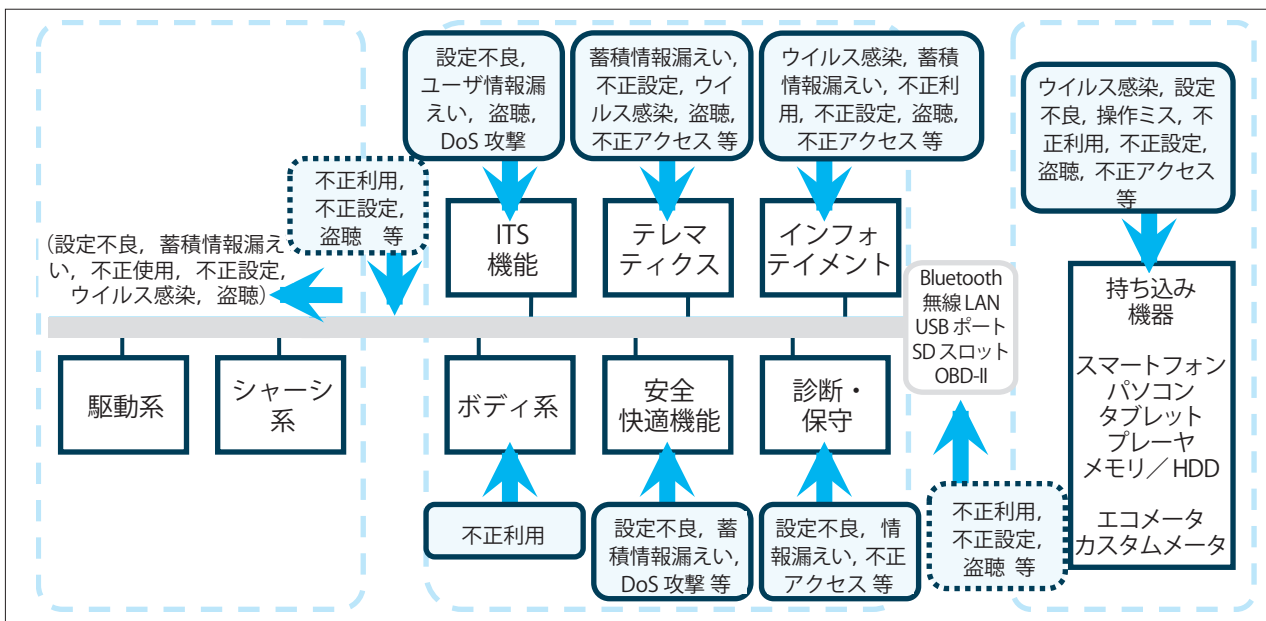 設定不良,
ユーザ情報漏
えい, 盗聴,
DoS 攻撃
蓄積情報漏えい,
不正設定, ウイ
ルス感染, 盗聴,
不正アクセス 等
ウイルス感染, 蓄積
情報漏えい, 不正利
用, 不正設定, 盗聴,
不正アクセス 等
ウイルス感染, 設定
不良, 操作ミス, 不
正利用, 不正設定,
盗聴, 不正アクセス
等
不正利用,
不正設定,
盗聴 等
(設定不良, 蓄積情報漏え
い, 不正使用, 不正設定,
ウイルス感染, 盗聴)
ITS
機能
テレマ
ティクス
インフォ
テイメント
Bluetooth
無線 LAN
USB ポート
SD スロット
OBD-II
持ち込み
機器
スマートフォン
パソコン
タブレット
プレーヤ
メモリ／HDD
エコメータ
カスタムメータ
駆動系
シャーシ
系
ボディ系
安全
快適機能
診断・
保守
不正利用
設定不良, 蓄
積情報漏えい,
DoS 攻撃 等
設定不良, 情
報漏えい, 不正
アクセス 等
不正利用,
不正設定,
盗聴 等